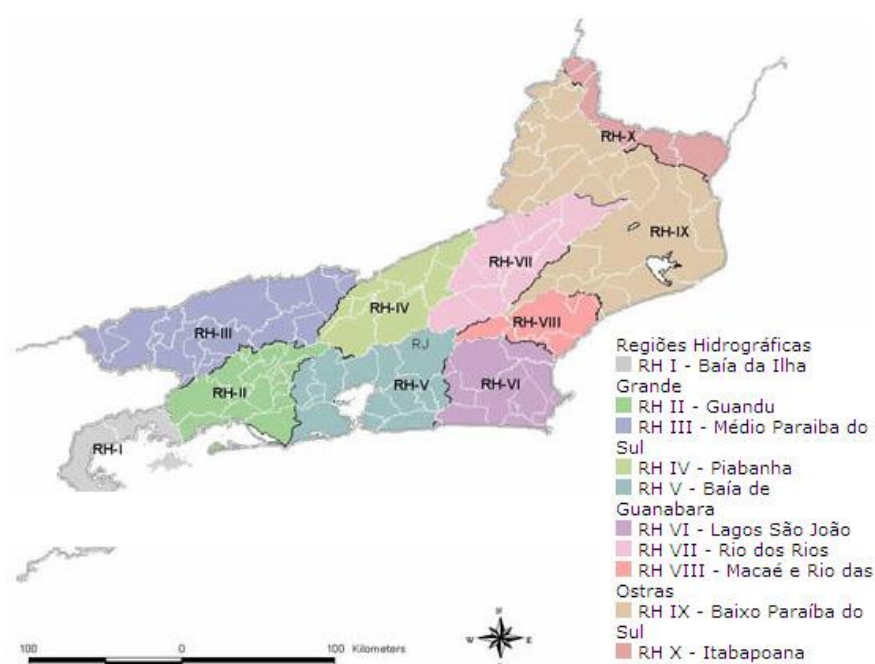 RH-X
RH-IX
RH-VII
RH-IV
RH-VIII
RH-III
RJ
RH-V
RH-VI
RH-II
RH-I
Regiões Hidrográficas
RH I - Baía da Ilha
Grande
RH II - Guandu
RH III - Médio Paraiba do
Sul
RH IV - Piabanha
RH V - Baía de
Guanabara
RH VI - Lagos São João
RH VII - Rio dos Rios
RH VIII - Macaé e Rio das
Ostras
RH IX - Baixo Paraíba do
Sul
RH X - Itabapoana
N
W E
100 0 100 Kilometers